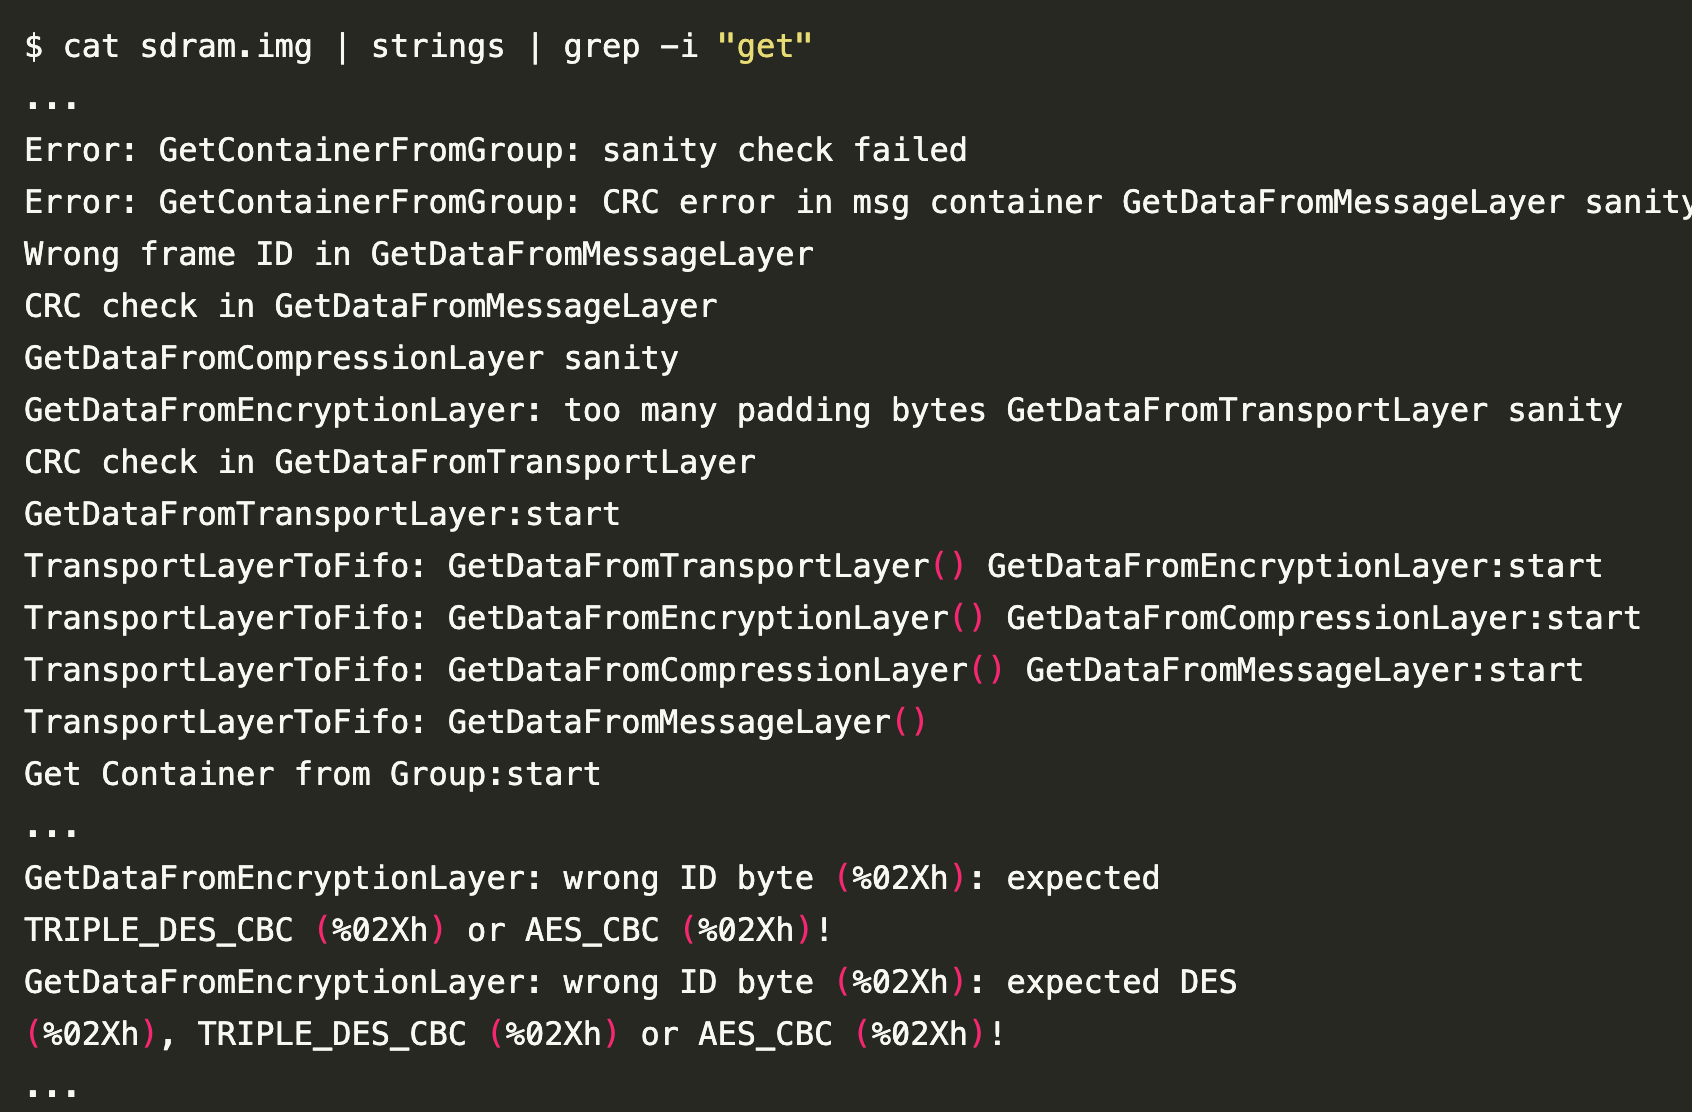 $ cat sdram.img | strings | grep -i "get"
...
Error: GetContainerFromGroup: sanity check failed
Error: GetContainerFromGroup: CRC error in msg container GetDataFromMessageLayer sanity
Wrong frame ID in GetDataFromMessageLayer
CRC check in GetDataFromMessageLayer
GetDataFromCompressionLayer sanity
GetDataFromEncryptionLayer: too many padding bytes GetDataFromTransportLayer sanity
CRC check in GetDataFromTransportLayer
GetDataFromTransportLayer:start
TransportLayerToFifo: GetDataFromTransportLayer() GetDataFromEncryptionLayer:start
TransportLayerToFifo: GetDataFromEncryptionLayer() GetDataFromCompressionLayer:start
TransportLayerToFifo: GetDataFromCompressionLayer() GetDataFromMessageLayer:start
TransportLayerToFifo: GetDataFromMessageLayer()
Get Container from Group:start
...
GetDataFromEncryptionLayer: wrong ID byte (%02Xh): expected
TRIPLE_DES_CBC (%02Xh) or AES_CBC (%02Xh)!
GetDataFromEncryptionLayer: wrong ID byte (%02Xh): expected DES
(%02Xh), TRIPLE_DES_CBC (%02Xh) or AES_CBC (%02Xh)!
...